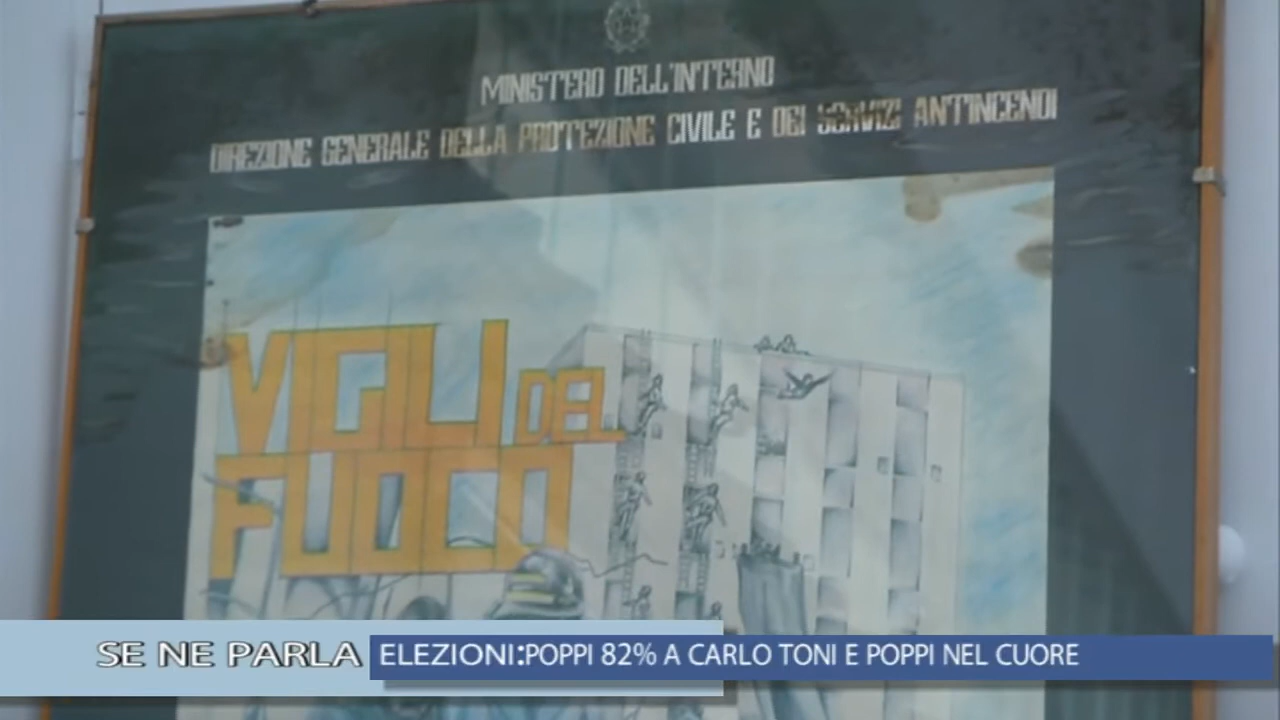 MINISTERO DELL'INTERNO
DIREZIONE GENERALE DELLA PROTEZIONE CIVILE E DEI SERVIZI ANTINCENDI
VIGILI DEL
FUOCO
SE NE PARLA
ELEZIONI:POPPI 82% A CARLO TONI E POPPI NEL CUORE